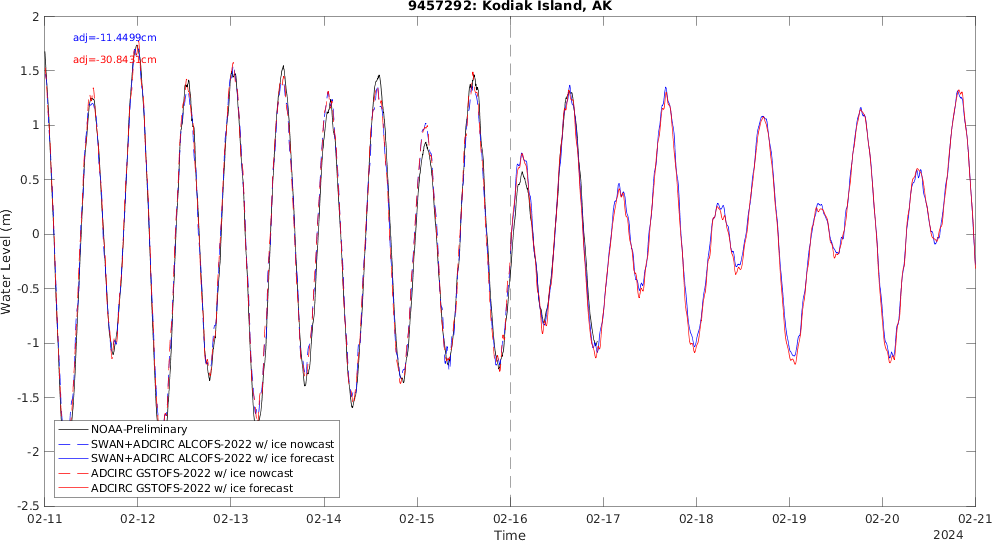 9457292: Kodiak Island, AK
adj=-11.4499cm
adj=-30.8431cm
Water Level (m)
2
1.5
1
0.5
0
-0.5
-1
-1.5
-2
-2.5
NOAA-Preliminary
SWAN+ADCIRC ALCOFS-2022 w/ ice nowcast
SWAN+ADCIRC ALCOFS-2022 w/ ice forecast
ADCIRC GSTOFS-2022 w/ ice nowcast
ADCIRC GSTOFS-2022 w/ ice forecast
02-11 02-12 02-13 02-14 02-15 02-16 02-17 02-18 02-19 02-20 02-21
Time
2024